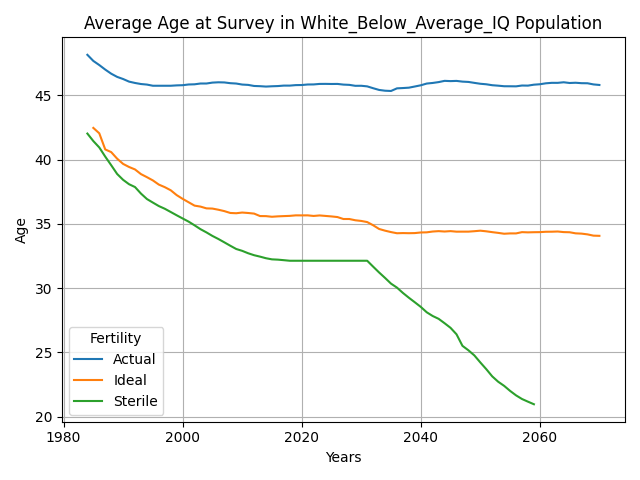 Average Age at Survey in White_Below_Average_IQ Population
Age
45
40
35
30
25
20
Fertility
Actual
Ideal
Sterile
1980
2000
2020
2040
2060
Years